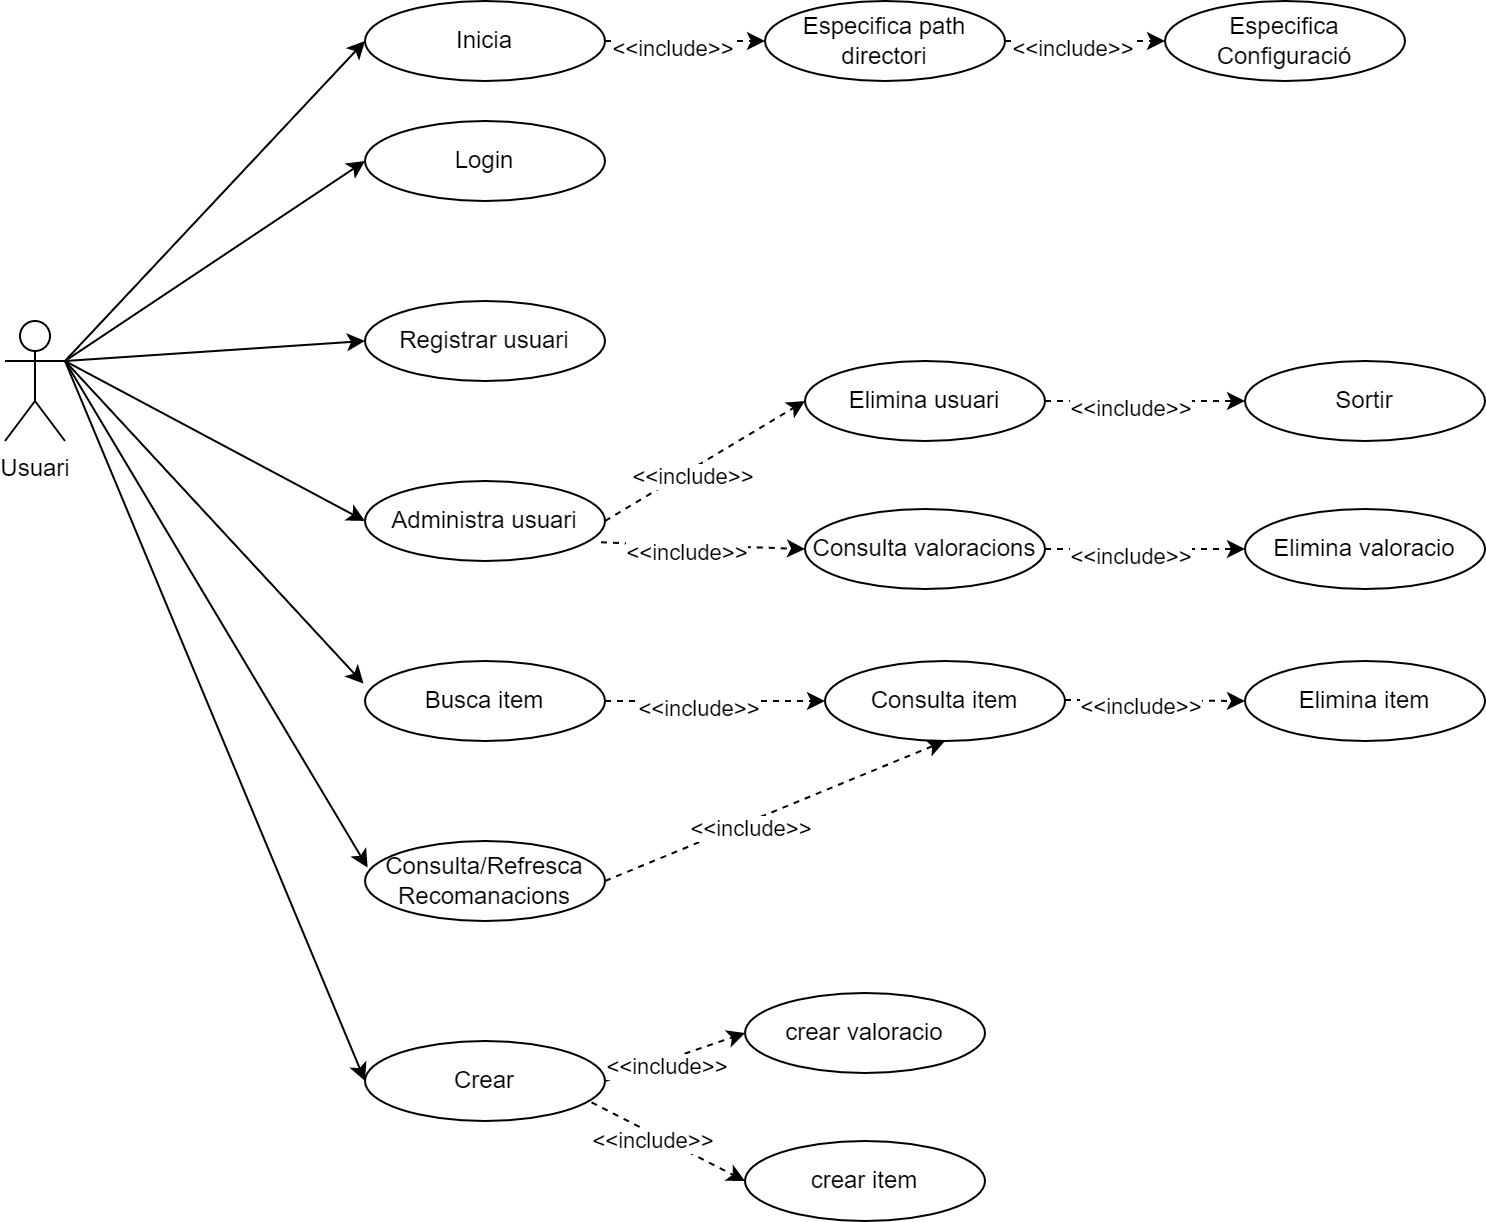 Inicia
<<include>>
Especifica path
directori
<<include>>
Especifica
Configuració
Login
Registrar usuari
Usuari
Elimina usuari
<<include>>
Sortir
<<include>>
Administra usuari
<<include>>
Consulta valoracions
<<include>>
Elimina valoracio
Busca item
<<include>>
Consulta item
<<include>>
Elimina item
<<include>>
Consulta/Refresca
Recomanacions
crear valoracio
<<include>>
Crear
<<include>>
crear item